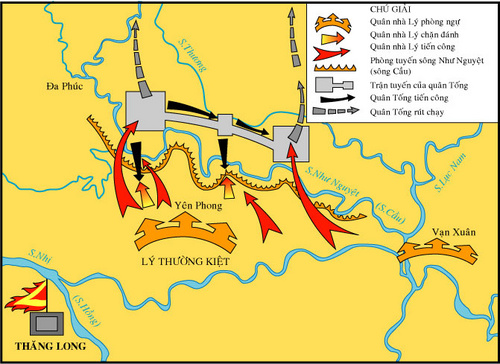 CHÚ GIẢI
Quân nhà Lý phòng ngự
Quân nhà Lý chặn đánh
Quân nhà Lý tiến công
Phòng tuyến sông Như Nguyệt
(sông Cầu)
Trận tuyến của quân Tống
Quân Tống tiến công
Quân Tống rút chạy
S.Thương
Đa Phúc
S.Như Nguyệt
(S.Cầu)
S.Lục Nam
Yên Phong
Vạn Xuân
LÝ THƯỜNG KIỆT
S.Nhị
(S.Hồng)
THĂNG LONG